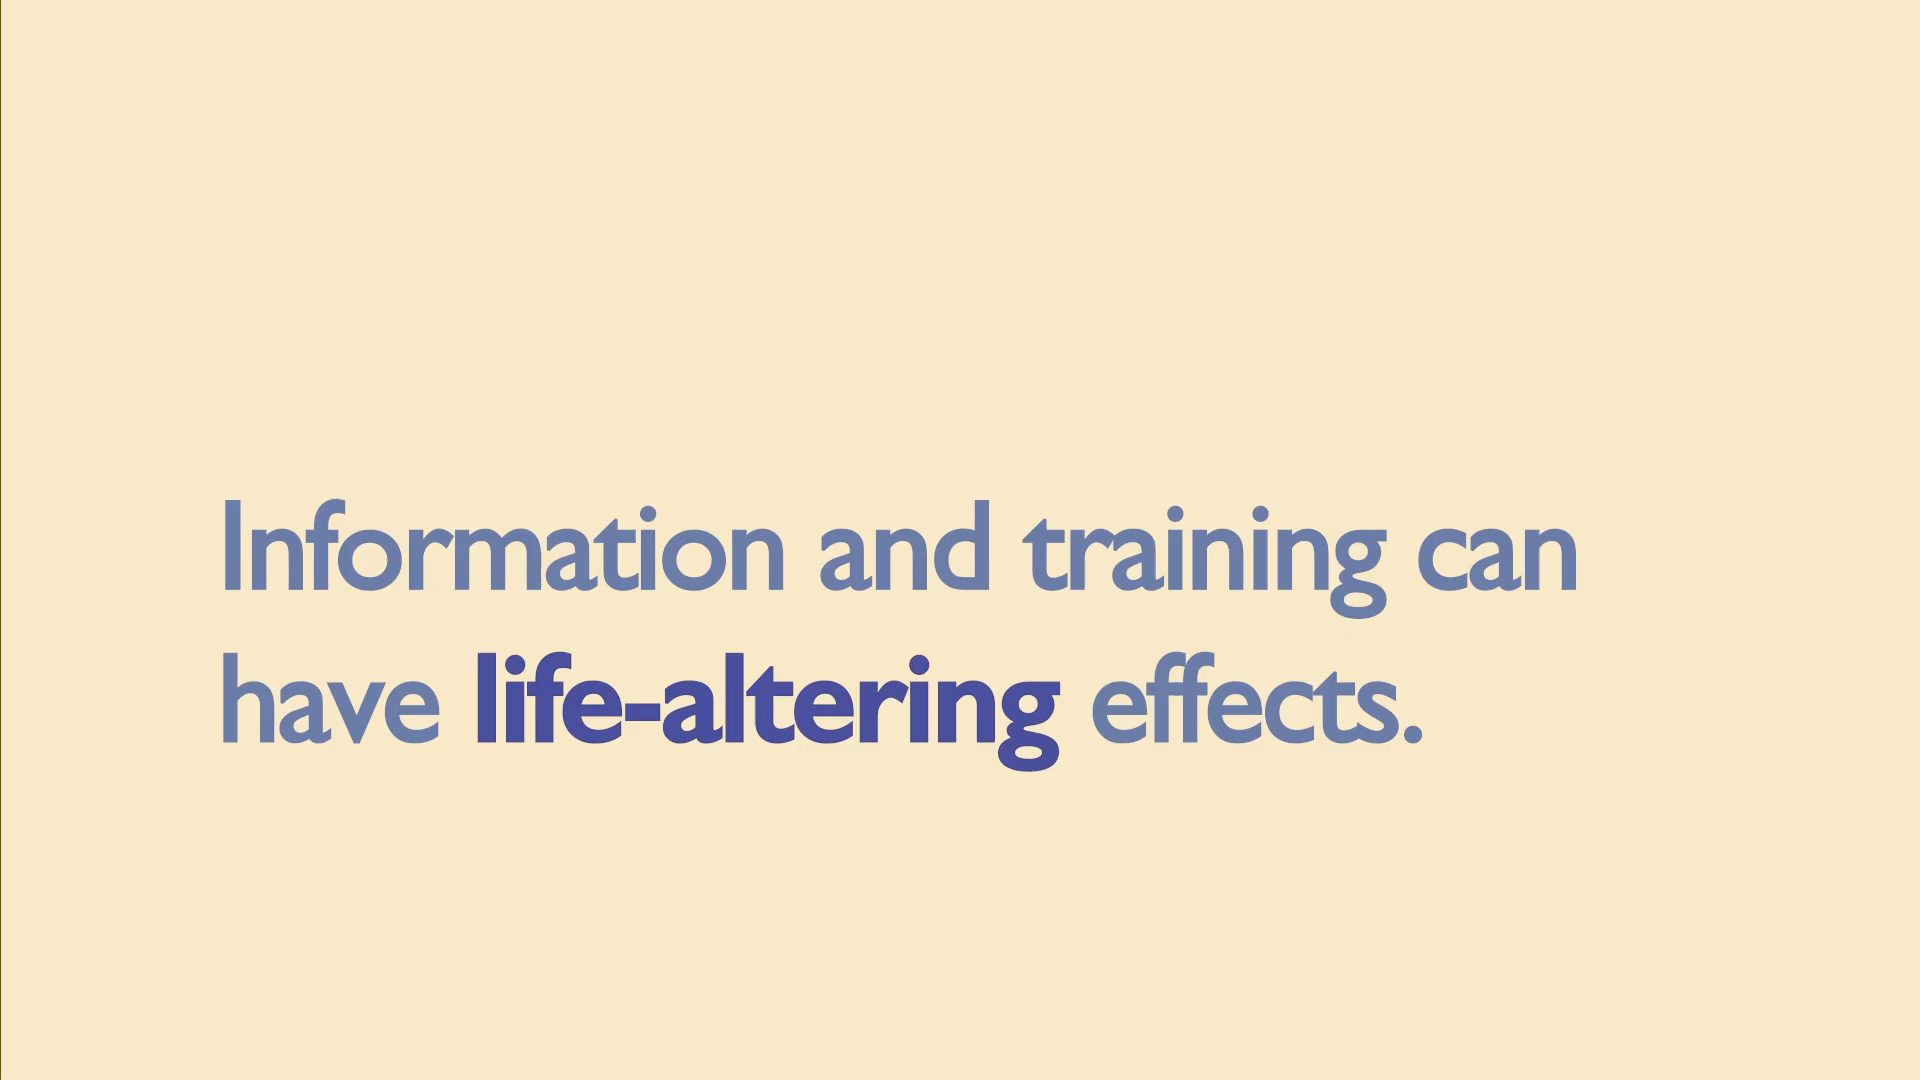 Information and training can
have life-altering effects.